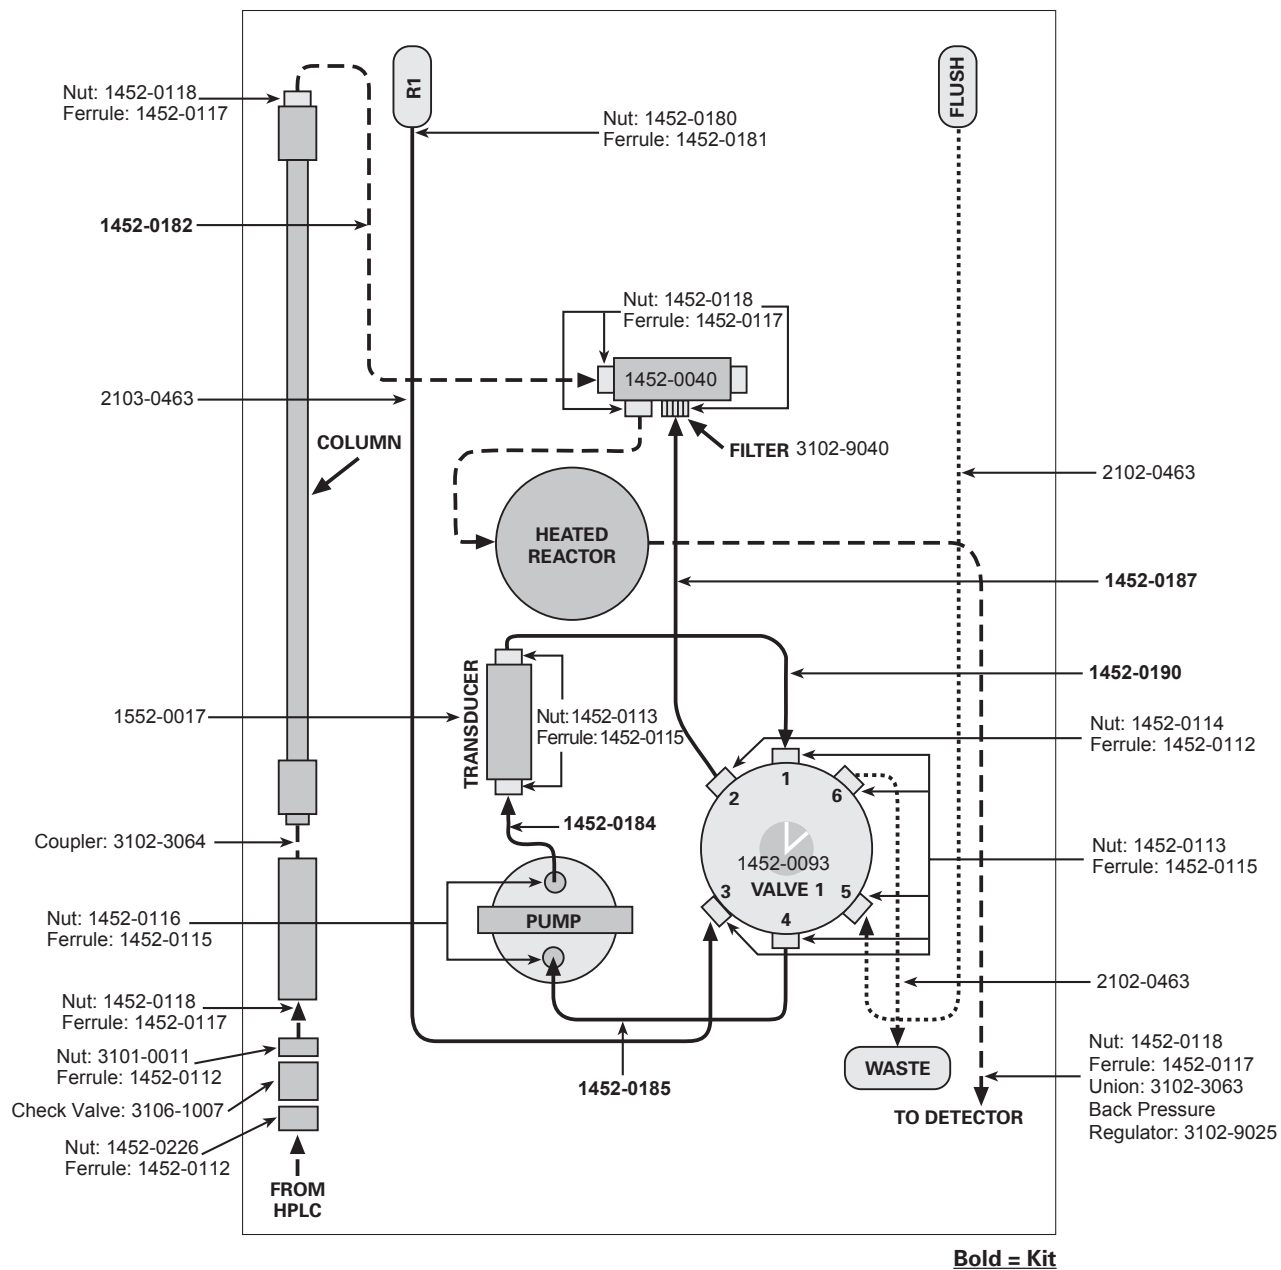 R1
FLUSH
Nut: 1452-0118
Ferrule: 1452-0117
Nut: 1452-0180
Ferrule: 1452-0181
1452-0182
Nut: 1452-0118
Ferrule: 1452-0117
1452-0040
2103-0463
COLUMN
FILTER 3102-9040
2102-0463
HEATED
REACTOR
1452-0187
TRANSDUCER
1452-0190
1552-0017
Nut:1452-0113
Ferrule:1452-0115
Nut: 1452-0114
Ferrule: 1452-0112
1
2
6
1452-0184
Coupler: 3102-3064
1452-0093
VALVE 1
3
5
4
Nut: 1452-0113
Ferrule: 1452-0115
Nut: 1452-0116
Ferrule: 1452-0115
PUMP
2102-0463
Nut: 1452-0118
Ferrule: 1452-0117
Nut: 3101-0011
Ferrule: 1452-0112
WASTE
1452-0185
Nut: 1452-0118
Ferrule: 1452-0117
Union: 3102-3063
Back Pressure
Regulator: 3102-9025
Check Valve: 3106-1007
TO DETECTOR
Nut: 1452-0226
Ferrule: 1452-0112
FROM
HPLC
Bold = Kit